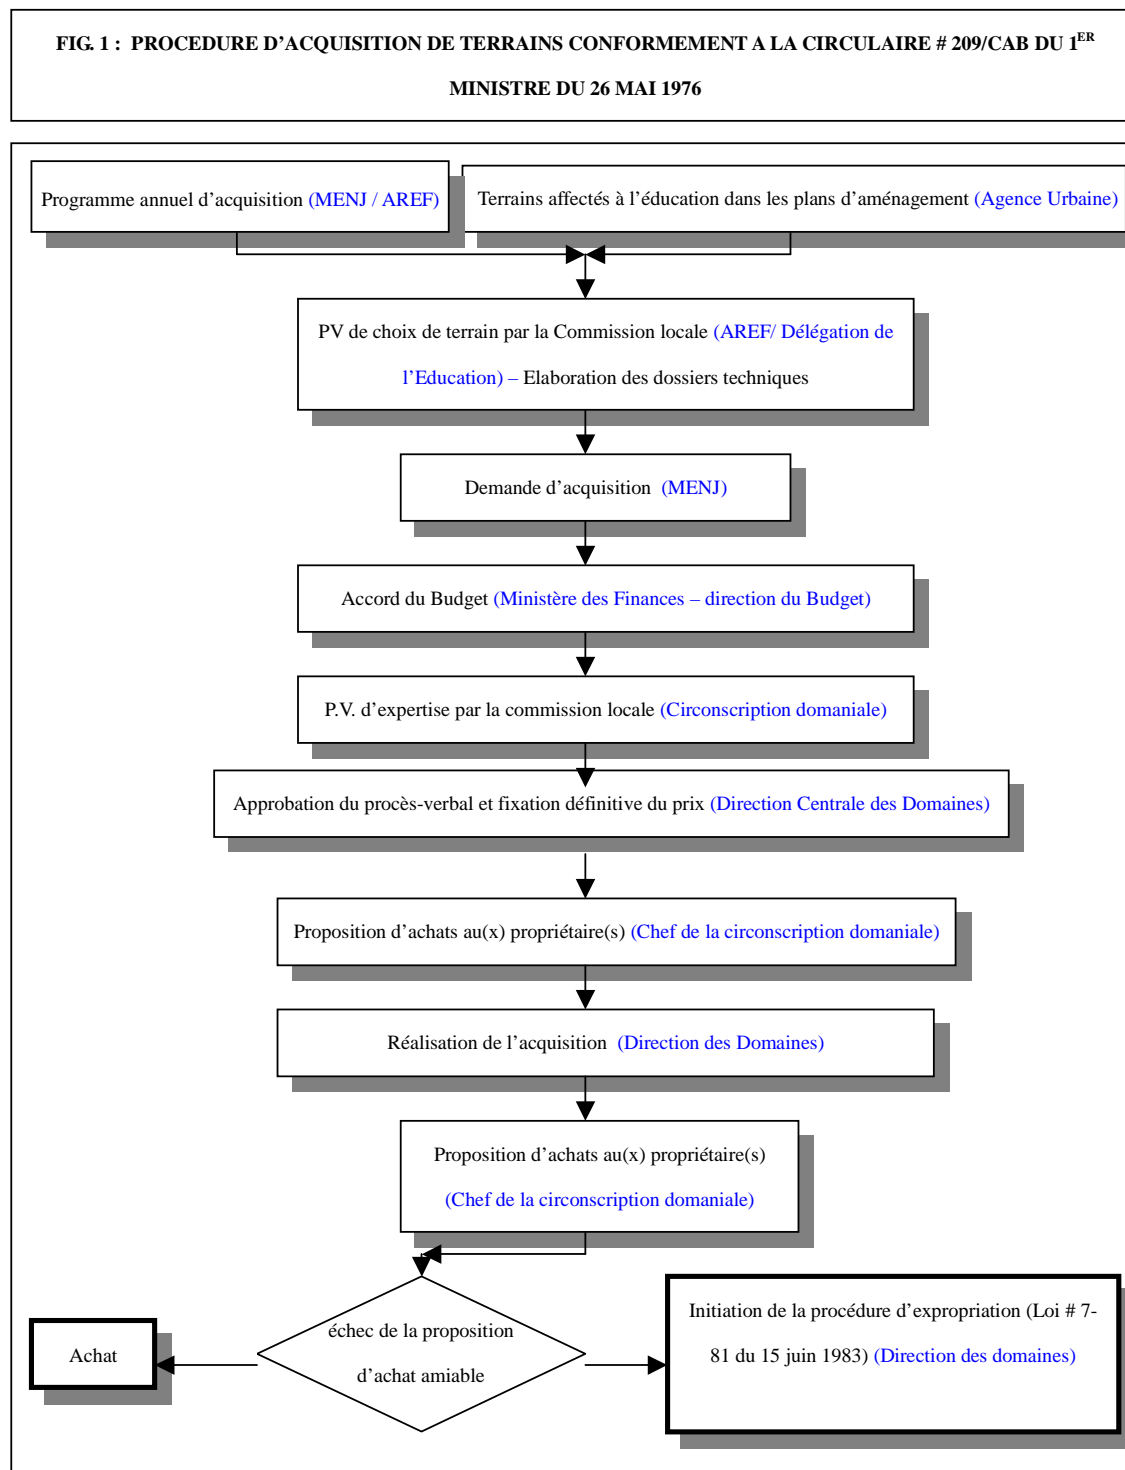 FIG. 1 : PROCEDURE D’ACQUISITION DE TERRAINS CONFORMEMENT A LA CIRCULAIRE # 209/CAB DU 1ER
MINISTRE DU 26 MAI 1976
Programme annuel d’acquisition (MENJ / AREF)
Terrains affectés à l’éducation dans les plans d’aménagement (Agence Urbaine)
PV de choix de terrain par la Commission locale (AREF/ Délégation de
l’Education) – Elaboration des dossiers techniques
Demande d’acquisition (MENJ)
Accord du Budget (Ministère des Finances – direction du Budget)
P.V. d’expertise par la commission locale (Circonscription domaniale)
Approbation du procès-verbal et fixation définitive du prix (Direction Centrale des Domaines)
Proposition d’achats au(x) propriétaire(s) (Chef de la circonscription domaniale)
Réalisation de l’acquisition (Direction des Domaines)
Proposition d’achats au(x) propriétaire(s)
(Chef de la circonscription domaniale)
échec de la proposition
d’achat amiable
Achat
Initiation de la procédure d’expropriation (Loi # 7-
81 du 15 juin 1983) (Direction des domaines)